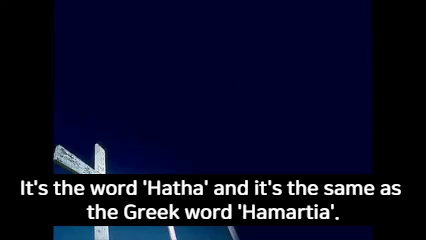 It's the word 'Hatha' and it's the same as
the Greek word 'Hamartia'.